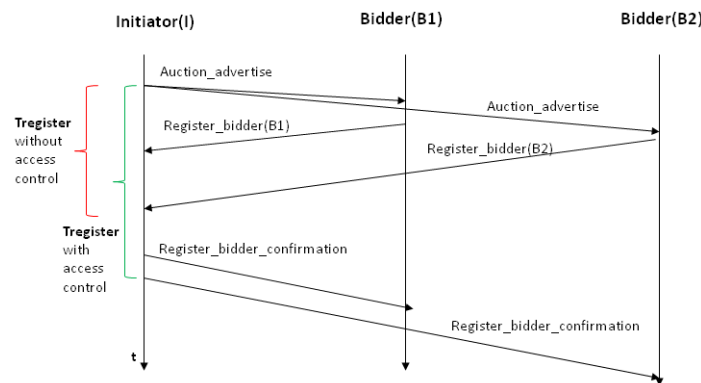 Initiator(I)
Bidder(B1)
Bidder(B2)
Auction_advertise
Auction_advertise
Tregister
without
access
control
Register_bidder(B1)
Register_bidder(B2)
Tregister
with
access
control
Register_bidder_confirmation
Register_bidder_confirmation
t